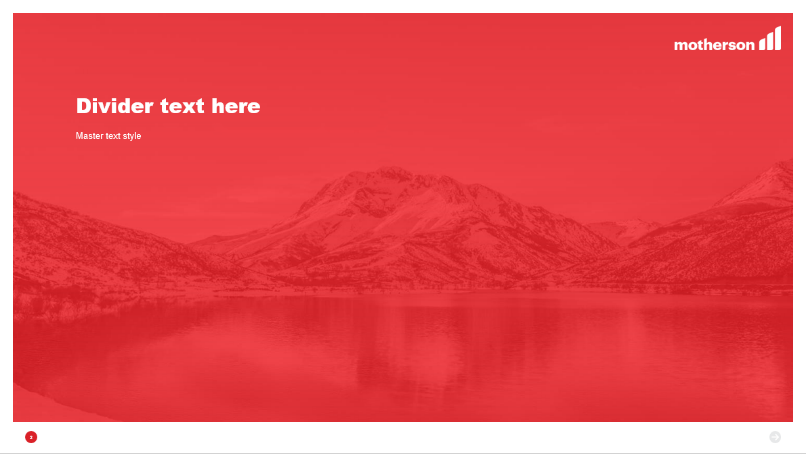 motherson
Divider text here
Master text style